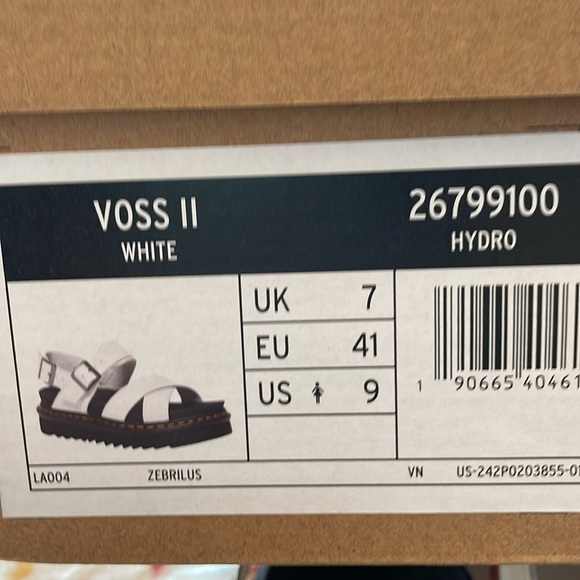 VOSS II
WHITE
26799100
HYDRO
UK 7
EU 41
US 9
1 90665 40461
LA004 ZEBRILUS VN US-242P0203855-01